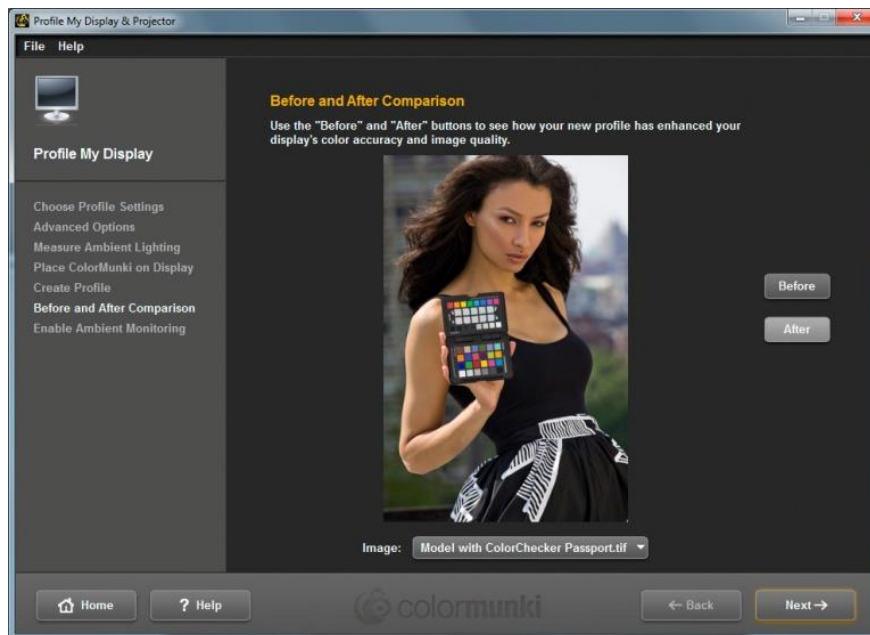 Profile My Display & Projector
File Help
Profile My Display
Choose Profile Settings
Advanced Options
Measure Ambient Lighting
Place ColorMunki on Display
Create Profile
Before and After Comparison
Enable Ambient Monitoring
Before and After Comparison
Use the "Before" and "After" buttons to see how your new profile has enhanced your
display's color accuracy and image quality.
Before
After
Image: Model with ColorChecker Passport.tif
Home
? Help
colormunki
← Back
Next →